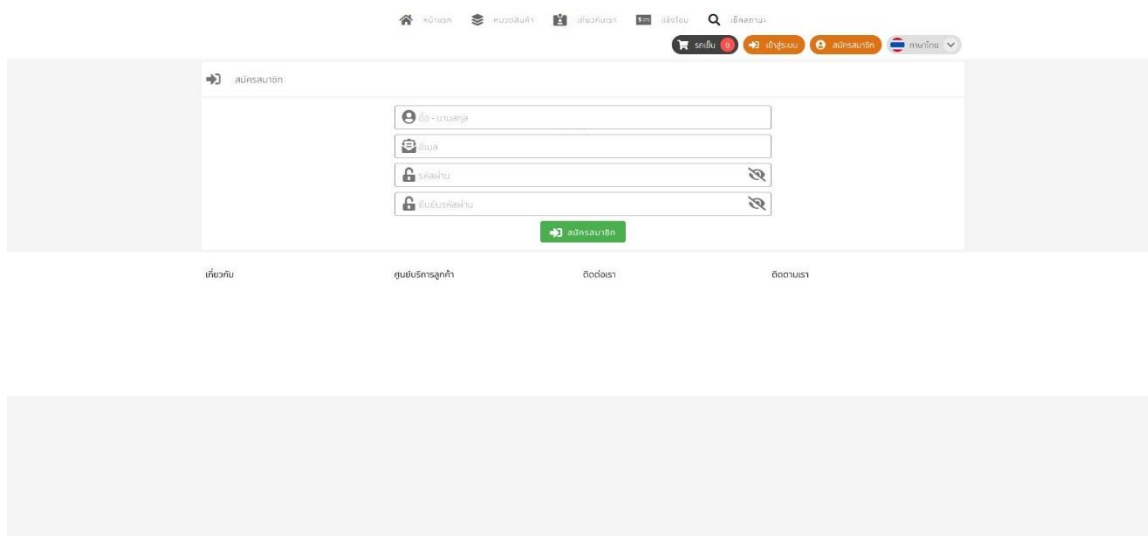 หน้าแรก หมวดสินค้า เกี่ยวกับเรา แจ้งโอน เช็คสถานะ
รถเข็น 0 เข้าสู่ระบบ สมัครสมาชิก ภาษาไทย
สมัครสมาชิก
ชื่อ - นามสกุล
อีเมล
รหัสผ่าน
ยืนยันรหัสผ่าน
สมัครสมาชิก
เกี่ยวกับ ศูนย์บริการลูกค้า ติดต่อเรา ติดตามเรา